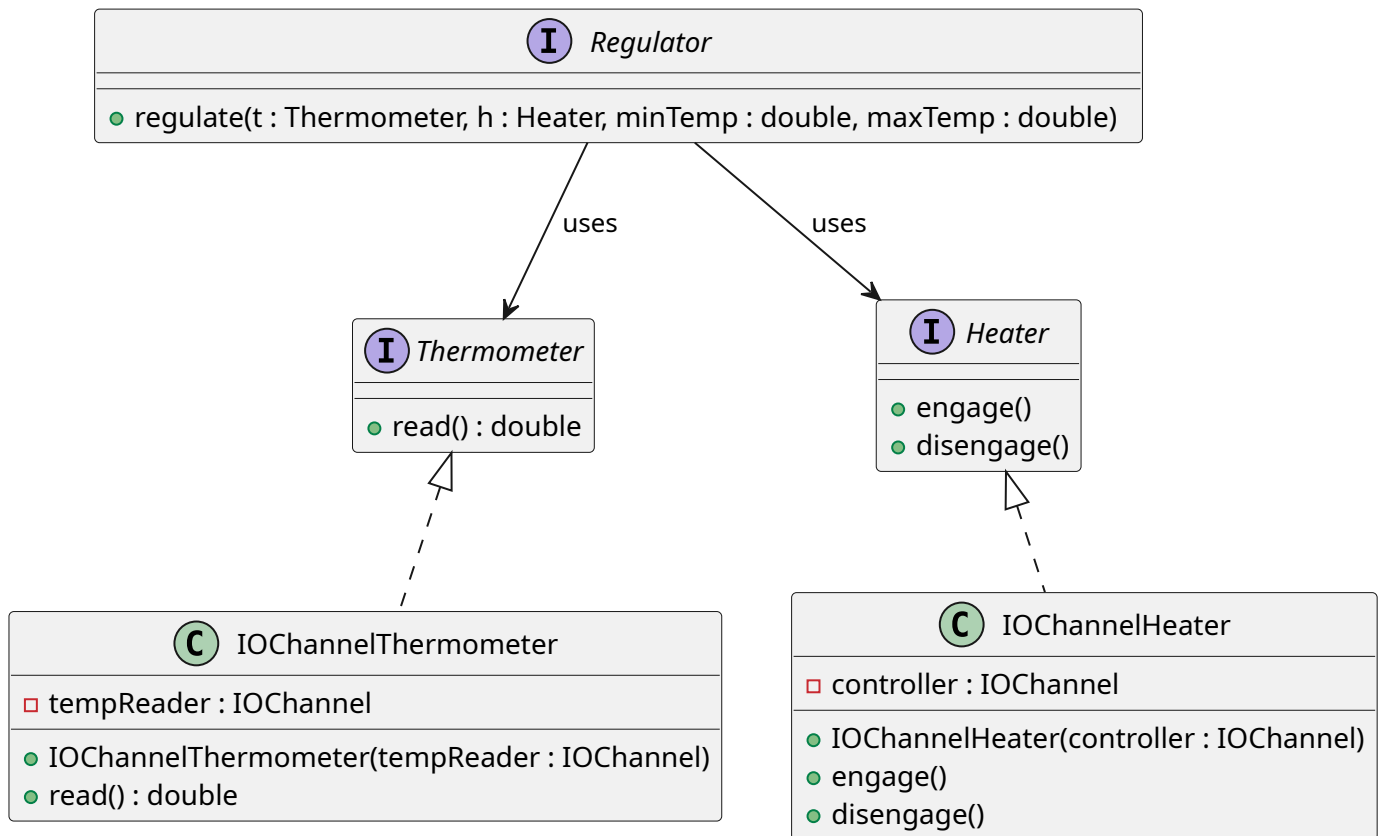 I Regulator
regulate(t : Thermometer, h : Heater, minTemp : double, maxTemp : double)
uses
uses
I Thermometer
read() : double
I Heater
engage()
disengage()
C IOChannelThermometer
tempReader : IOChannel
IOChannelThermometer(tempReader : IOChannel)
read() : double
C IOChannelHeater
controller : IOChannel
IOChannelHeater(controller : IOChannel)
engage()
disengage()